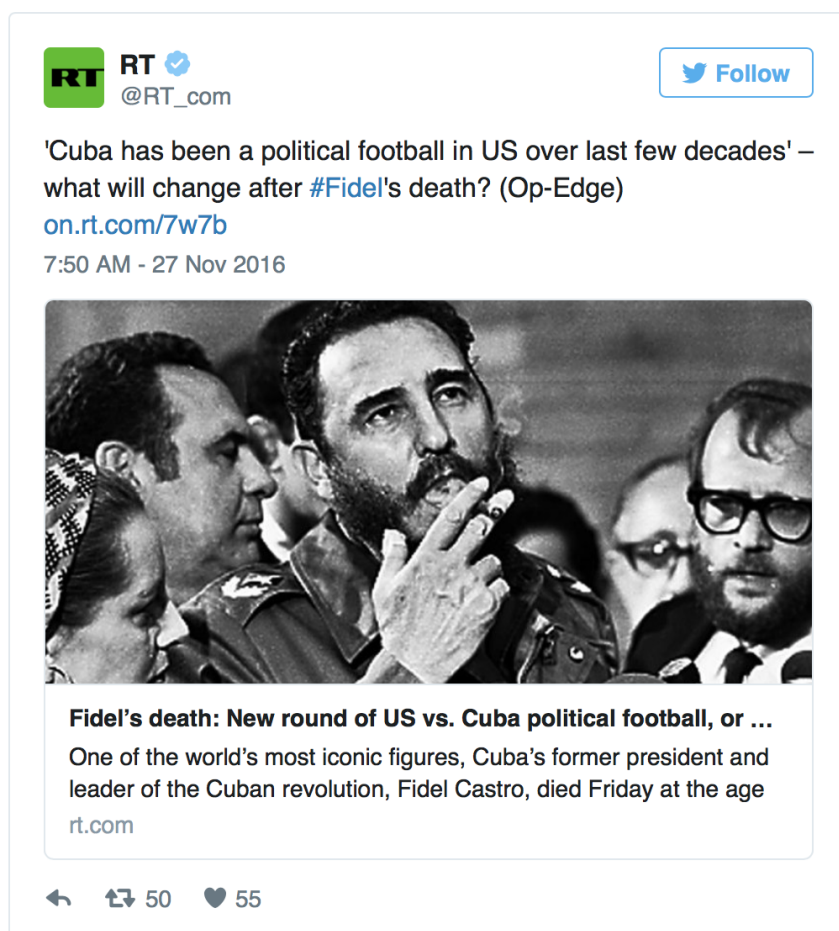 RT
RT
@RT_com
Follow
'Cuba has been a political football in US over last few decades' –
what will change after #Fidel's death? (Op-Edge)
on.rt.com/7w7b
7:50 AM - 27 Nov 2016
Fidel’s death: New round of US vs. Cuba political football, or ...
One of the world’s most iconic figures, Cuba’s former president and
leader of the Cuban revolution, Fidel Castro, died Friday at the age
rt.com
50
55